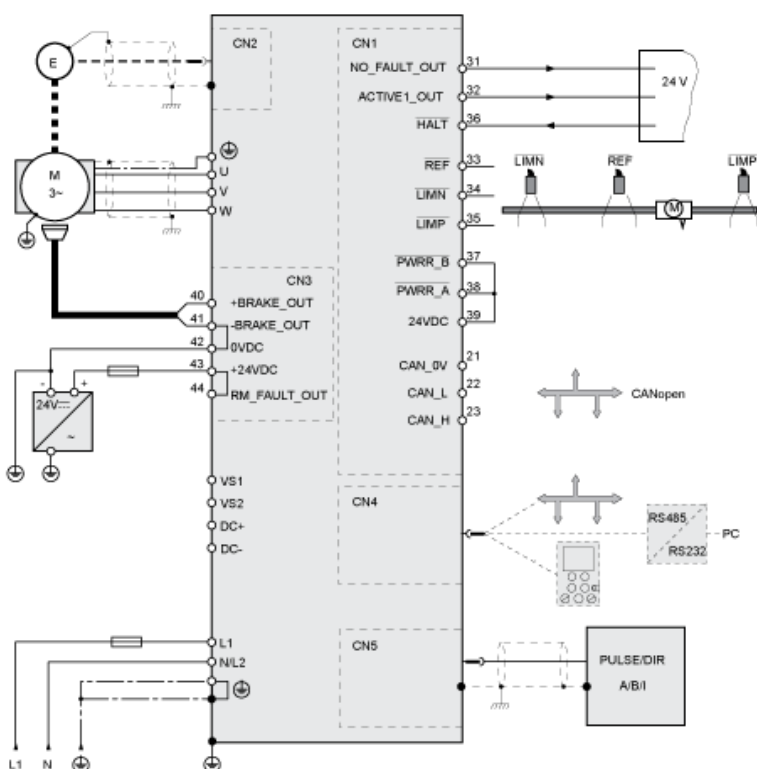 CN2
CN1
E
NO_FAULT_OUT 31
ACTIVE1_OUT 32
HALT 36
24 V
REF 33
LIMN 34
LIMP 35
LIMN
REF
LIMP
M
M
3~
U
V
W
PWRR_B 37
PWRR_A 38
24VDC 39
CN3
40 +BRAKE_OUT
41 -BRAKE_OUT
42 0VDC
43 +24VDC
44 RM_FAULT_OUT
- +
24V
~
CAN_0V 21
CAN_L 22
CAN_H 23
CANopen
VS1
VS2
DC+
DC-
CN4
RS485
RS232
PC
L1
N/L2
CN5
PULSE/DIR
A/B/I
L1
N